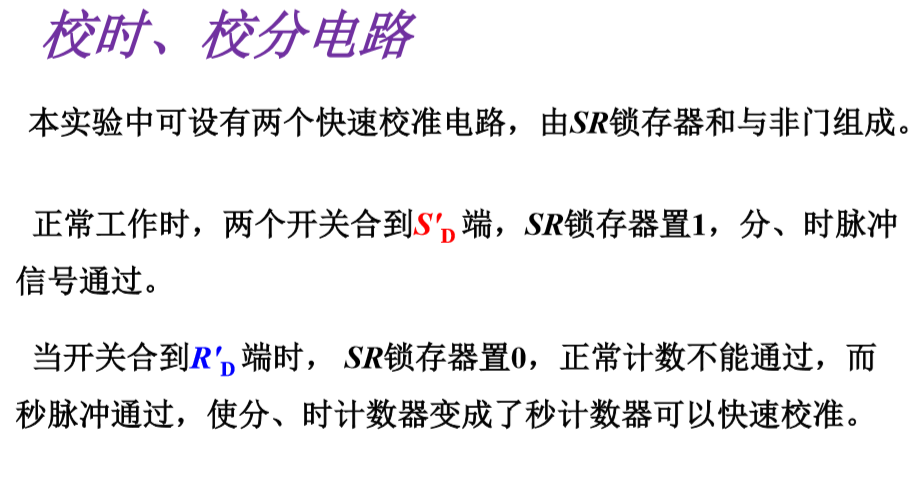 校时、校分电路
本实验中可设有两个快速校准电路，由SR锁存器和与非门组成。
正常工作时，两个开关合到S′D 端，SR锁存器置1，分、时脉冲
信号通过。
当开关合到R′D 端时， SR锁存器置0，正常计数不能通过，而
秒脉冲通过，使分、时计数器变成了秒计数器可以快速校准。